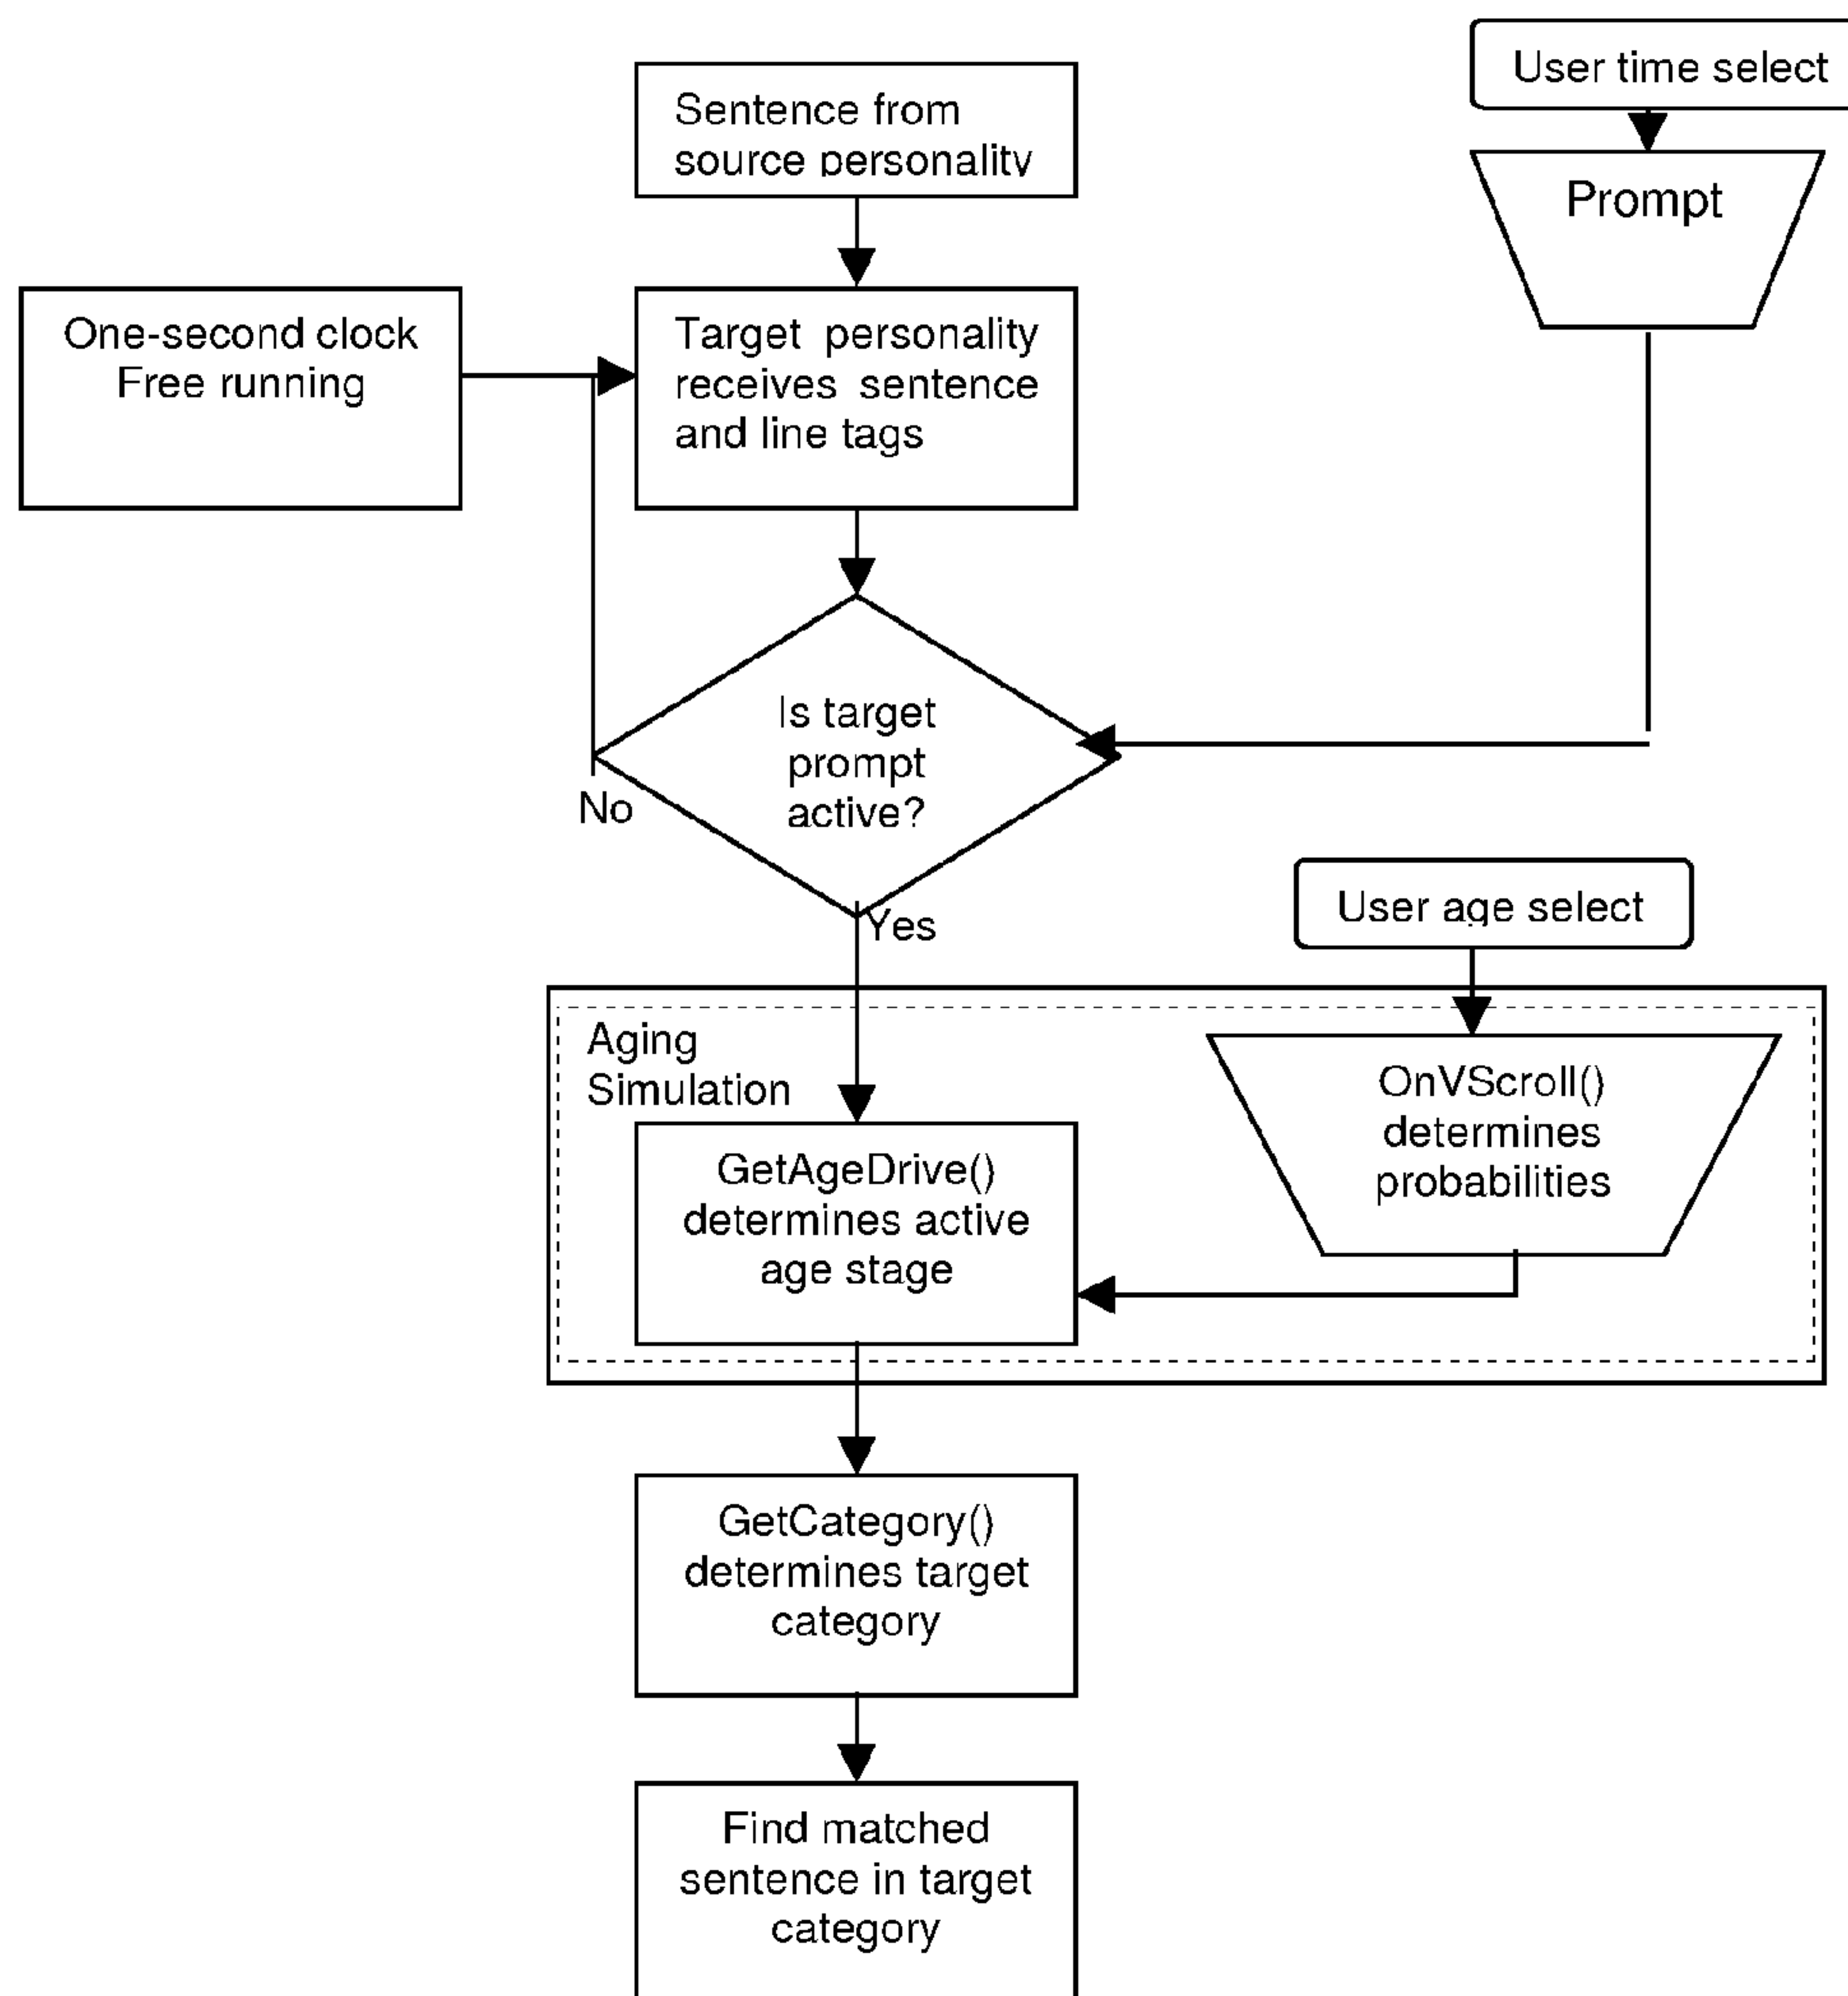 User time select
Sentence from
source personality
Prompt
One-second clock
Free running
Target personality
receives sentence
and line tags
Is target
prompt
active?
No
Yes
User age select
Aging
Simulation
OnVScroll()
determines
probabilities
GetAgeDrive()
determines active
age stage
GetCategory()
determines target
category
Find matched
sentence in target
category